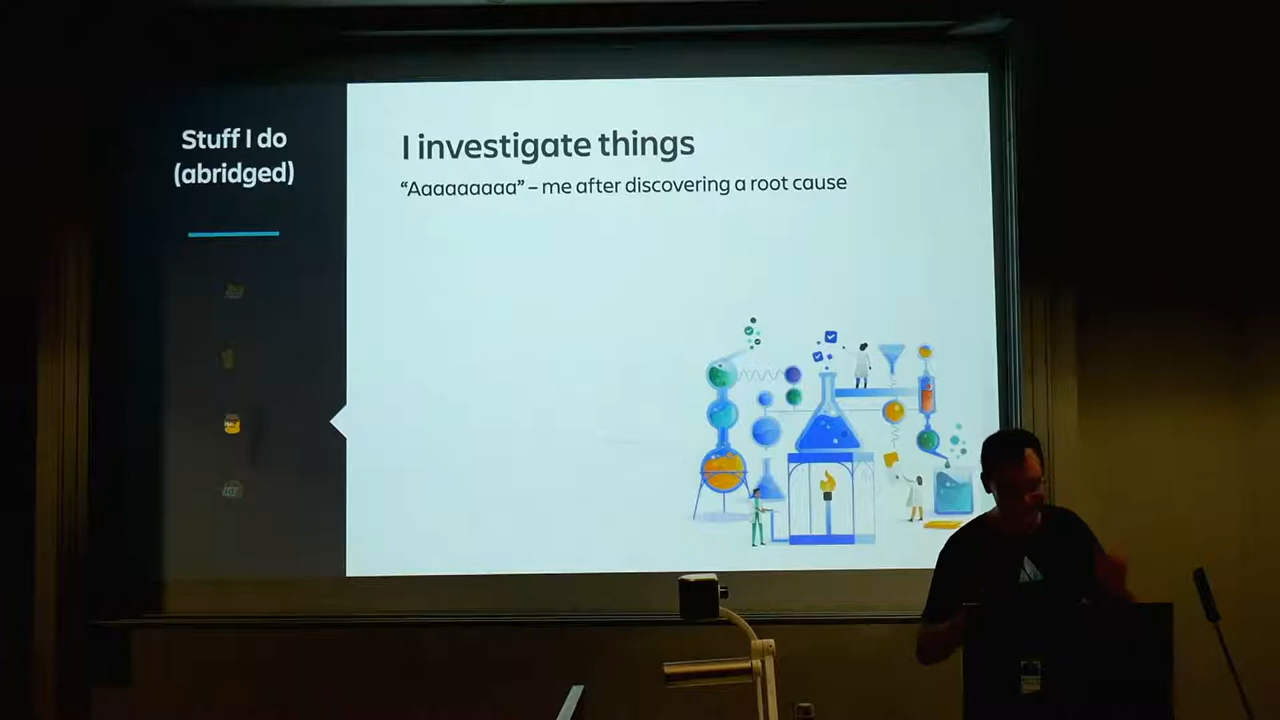 Stuff I do
(abridged)
I investigate things
“Aaaaaaaaa” – me after discovering a root cause